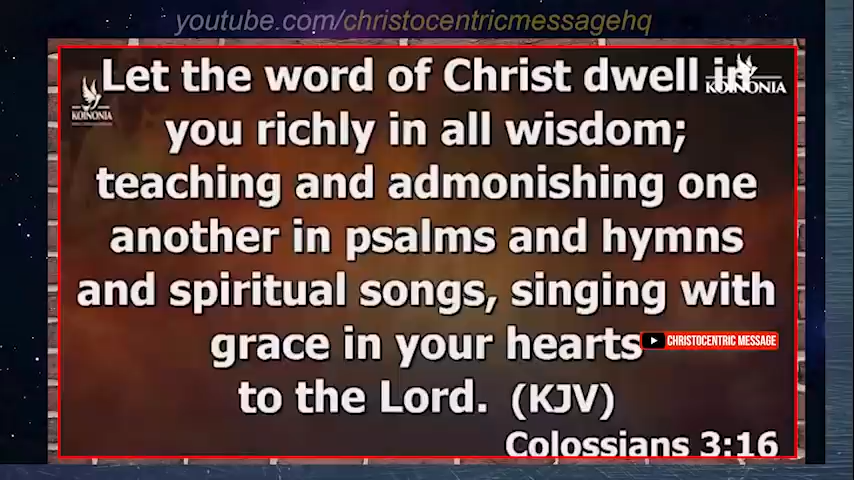 youtube.com/christocentricmessagehq
Let the word of Christ dwell in
KOINONIA
KOINONIA
you richly in all wisdom;
teaching and admonishing one
another in psalms and hymns
and spiritual songs, singing with
grace in your hearts
CHRISTOCENTRIC MESSAGE
to the Lord. (KJV)
Colossians 3:16